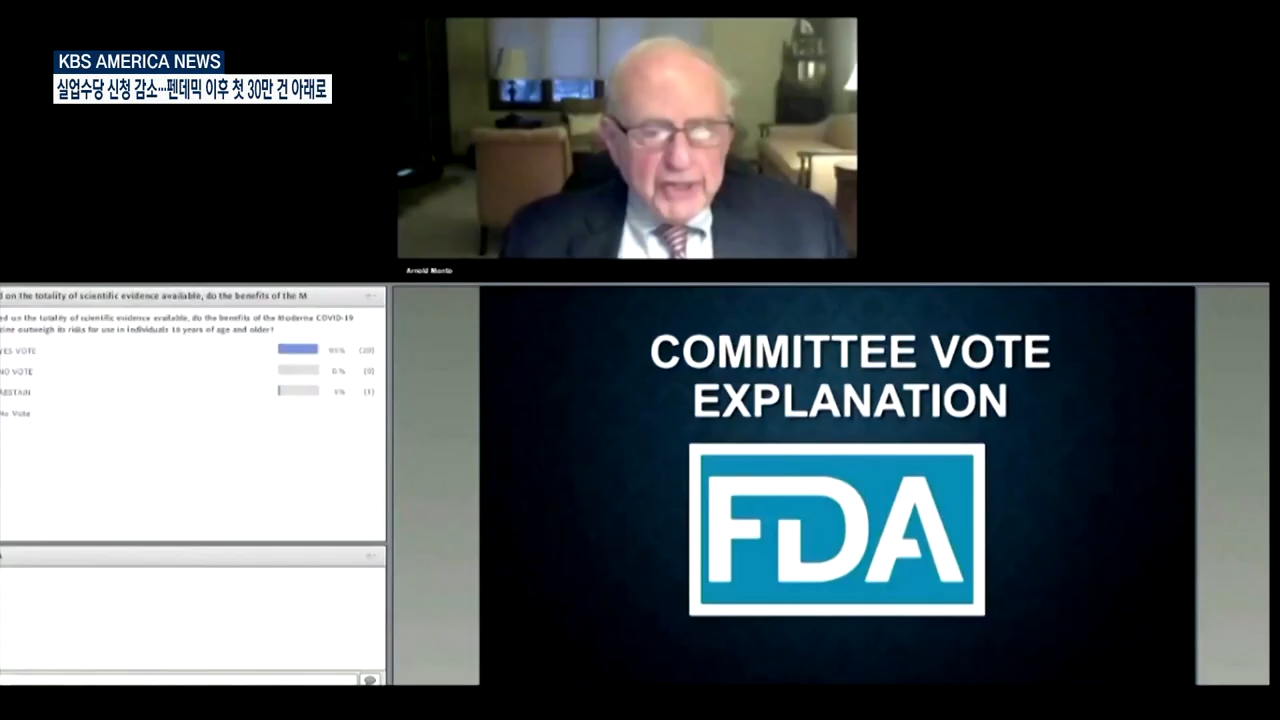 KBS AMERICA NEWS
실업수당 신청 감소···펜데믹 이후 첫 30만 건 아래로
Arnold Monto
on the totality of scientific evidence available, do the benefits of the M
ed on the totality of scientific evidence available, do the benefits of the Moderna COVID-19
cine outweigh its risks for use in individuals 18 years of age and older?
YES VOTE (20)
NO VOTE 0% (0)
ABSTAIN (1)
No Vote
COMMITTEE VOTE
EXPLANATION
FDA